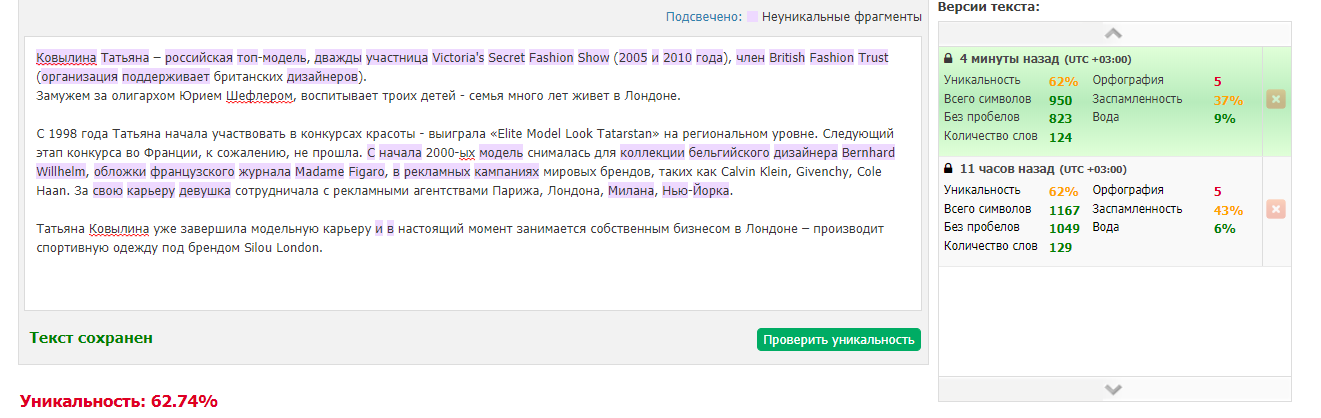 Подсвечено: Неуникальные фрагменты
Ковылина Татьяна – российская топ-модель, дважды участница Victoria's Secret Fashion Show (2005 и 2010 года), член British Fashion Trust
(организация поддерживает британских дизайнеров).
Замужем за олигархом Юрием Шефлером, воспитывает троих детей - семья много лет живет в Лондоне.
С 1998 года Татьяна начала участвовать в конкурсах красоты - выиграла «Elite Model Look Tatarstan» на региональном уровне. Следующий
этап конкурса во Франции, к сожалению, не прошла. С начала 2000-ых модель снималась для коллекции бельгийского дизайнера Bernhard
Willhelm, обложки французского журнала Madame Figaro, в рекламных кампаниях мировых брендов, таких как Calvin Klein, Givenchy, Cole
Haan. За свою карьеру девушка сотрудничала с рекламными агентствами Парижа, Лондона, Милана, Нью-Йорка.
Татьяна Ковылина уже завершила модельную карьеру и в настоящий момент занимается собственным бизнесом в Лондоне – производит
спортивную одежду под брендом Silou London.
Текст сохранен
Проверить уникальность
Уникальность: 62.74%
Версии текста:
4 минуты назад (UTC +03:00)
Уникальность 62% Орфография 5
Всего символов 950 Заспамленность 37%
Без пробелов 823 Вода 9%
Количество слов 124
11 часов назад (UTC +03:00)
Уникальность 62% Орфография 5
Всего символов 1167 Заспамленность 43%
Без пробелов 1049 Вода 6%
Количество слов 129